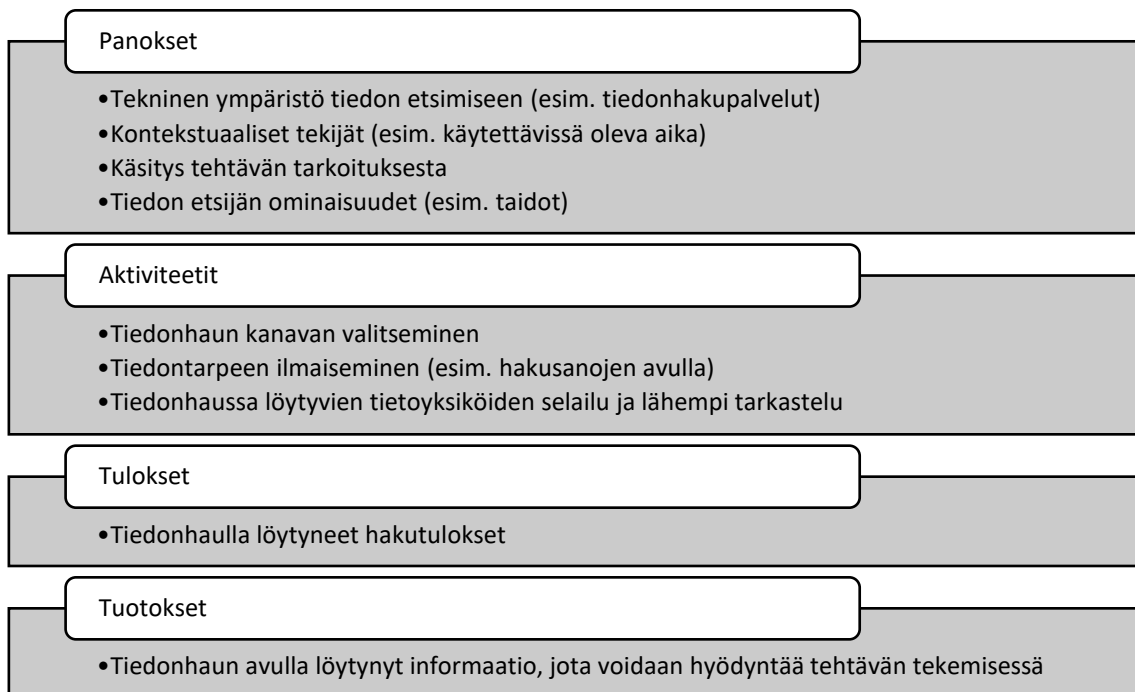 Panokset
•Tekninen ympäristö tiedon etsimiseen (esim. tiedonhakupalvelut)
•Kontekstuaaliset tekijät (esim. käytettävissä oleva aika)
•Käsitys tehtävän tarkoituksesta
•Tiedon etsijän ominaisuudet (esim. taidot)
Aktiviteetit
•Tiedonhaun kanavan valitseminen
•Tiedontarpeen ilmaiseminen (esim. hakusanojen avulla)
•Tiedonhaussa löytyvien tietoyksiköiden selailu ja lähempi tarkastelu
Tulokset
•Tiedonhaulla löytyneet hakutulokset
Tuotokset
•Tiedonhaun avulla löytynyt informaatio, jota voidaan hyödyntää tehtävän tekemisessä